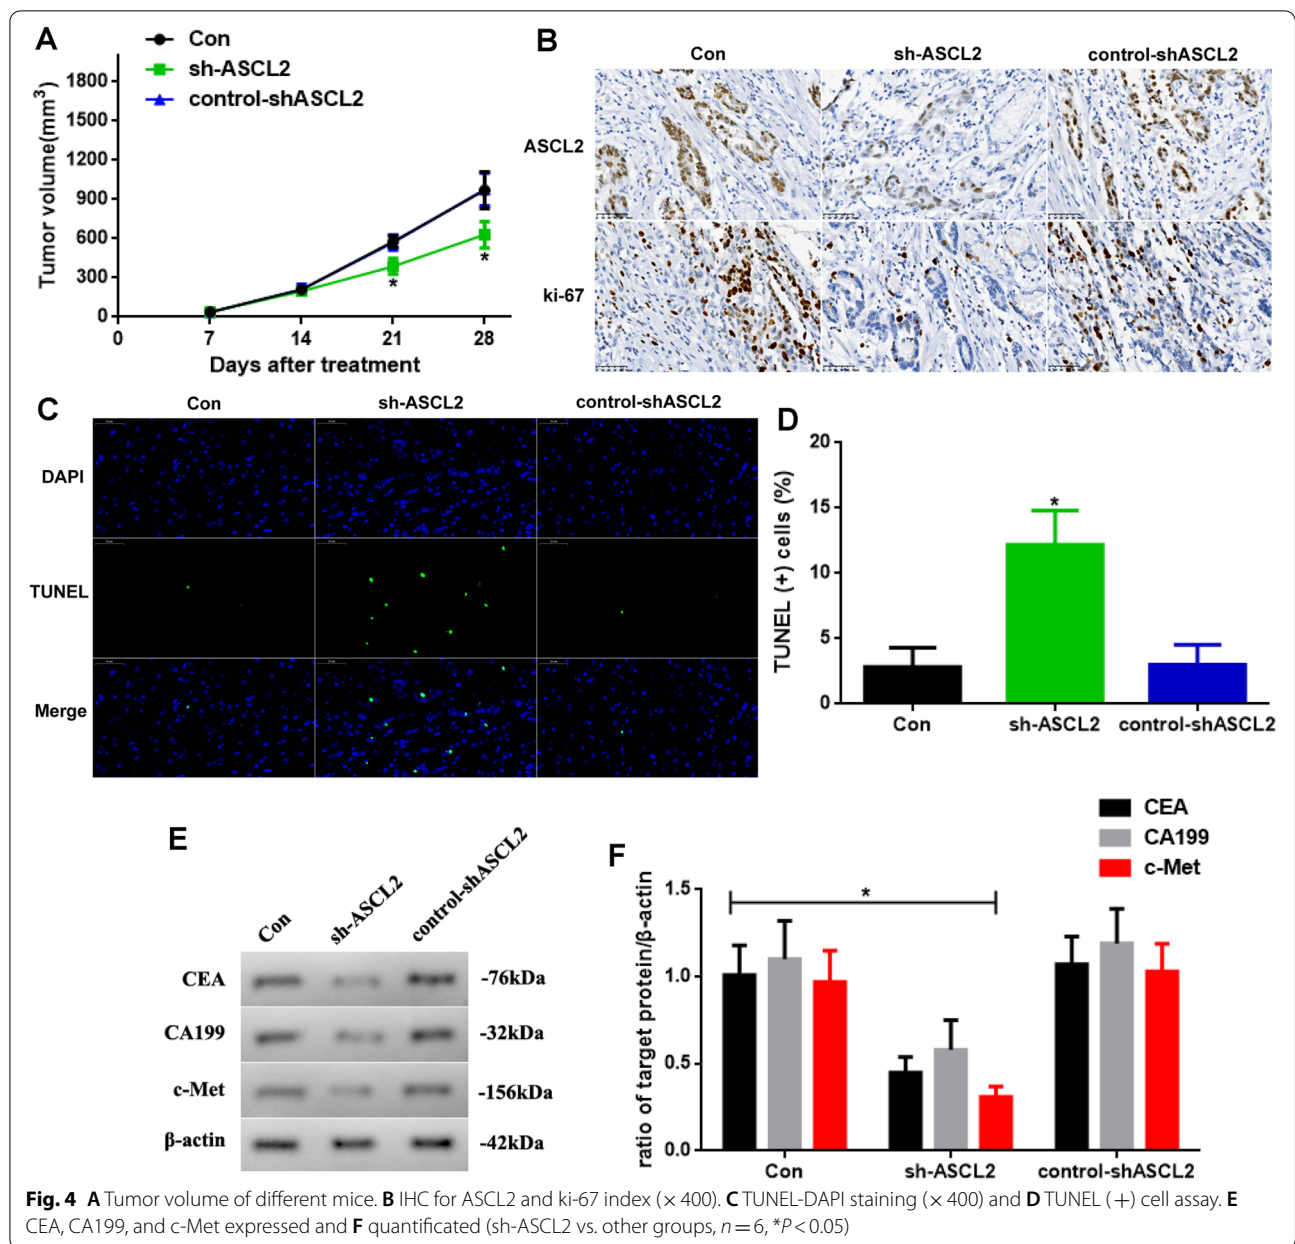 A
Con
sh-ASCL2
control-shASCL2
Tumor volume(mm³)
1800
1500
1200
900
600
300
0
0
7
14
21
28
*
*
Days after treatment
B
Con
sh-ASCL2
control-shASCL2
ASCL2
ki-67
C
Con
sh-ASCL2
control-shASCL2
DAPI
TUNEL
Merge
D
TUNEL (+) cells (%)
20
15
10
5
0
*
Con
sh-ASCL2
control-shASCL2
E
Con
sh-ASCL2
control-shASCL2
CEA
-76kDa
CA199
-32kDa
c-Met
-156kDa
β-actin
-42kDa
F
CEA
CA199
c-Met
ratio of target protein/β-actin
1.5
1.0
0.5
0.0
*
Con
sh-ASCL2
control-shASCL2
Fig. 4 A Tumor volume of different mice. B IHC for ASCL2 and ki-67 index (× 400). C TUNEL-DAPI staining (× 400) and D TUNEL (+) cell assay. E
CEA, CA199, and c-Met expressed and F quantificated (sh-ASCL2 vs. other groups, n = 6, *P < 0.05)